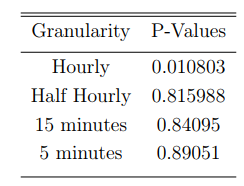 Granularity P-Values
Hourly 0.010803
Half Hourly 0.815988
15 minutes 0.84095
5 minutes 0.89051